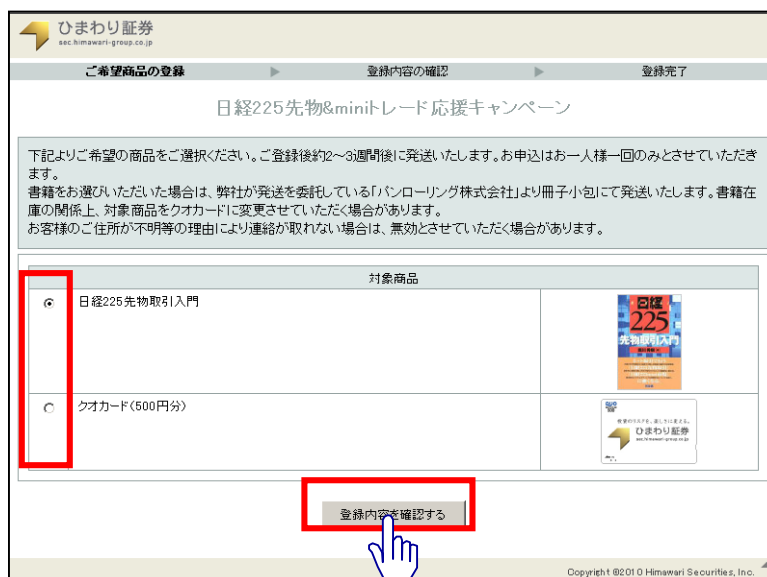 ひまわり証券
sec.himawari-group.co.jp
ご希望商品の登録 ▶ 登録内容の確認 ▶ 登録完了
日経225先物&miniトレード応援キャンペーン
下記よりご希望の商品をご選択ください。ご登録後約2～3週間後に発送いたします。お申込はお一人様一回のみとさせていただき
ます。
書籍をお選びいただいた場合は、弊社が発送を委託している「パンローリング株式会社」より冊子小包にて発送いたします。書籍在
庫の関係上、対象商品をクオカードに変更させていただく場合があります。
お客様のご住所が不明等の理由により連絡が取れない場合は、無効とさせていただく場合があります。
対象商品
日経225先物取引入門
日経
225
先物取引入門
クオカード(500円分)
ひまわり証券
sec.himawari-group.co.jp
登録内容を確認する
Copyright ©2010 Himawari Securities, Inc.